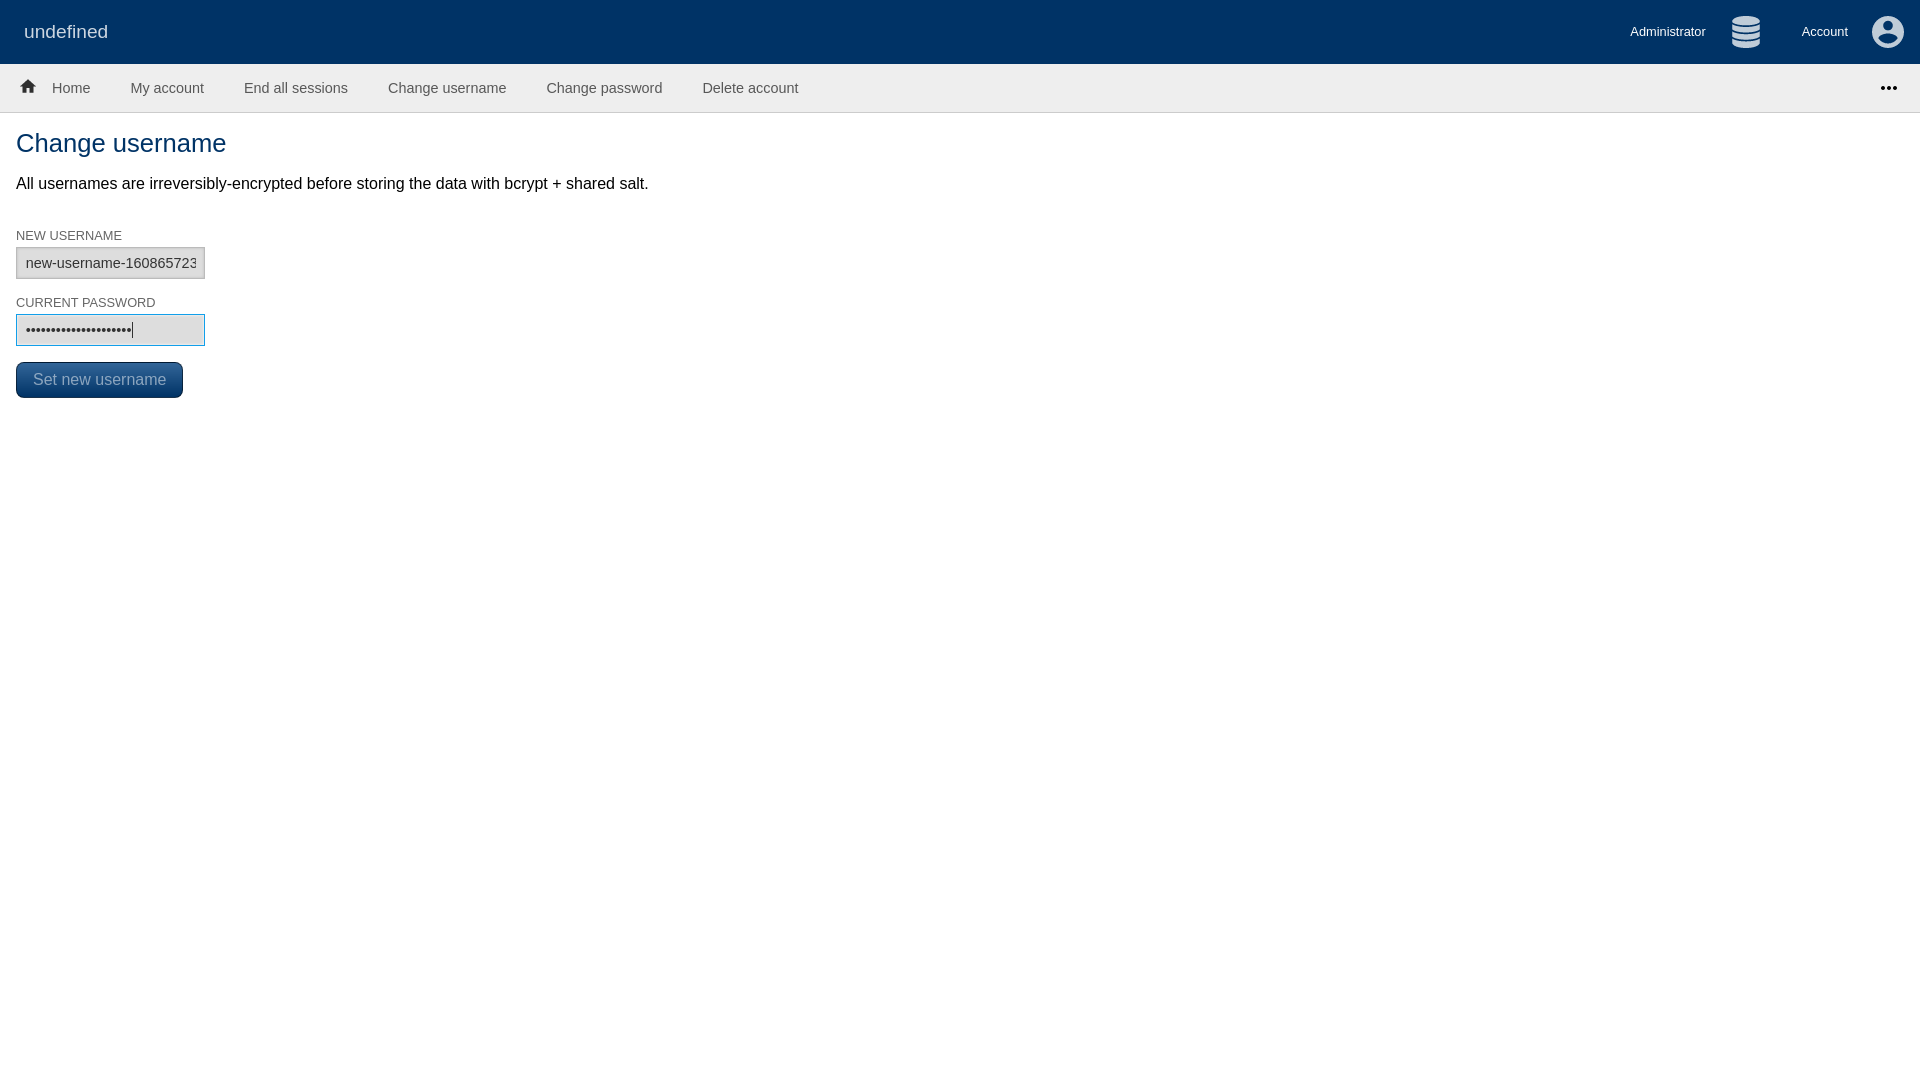 undefined
Administrator
Account
Home
My account
End all sessions
Change username
Change password
Delete account
Change username
All usernames are irreversibly-encrypted before storing the data with bcrypt + shared salt.
NEW USERNAME
new-username-160865723
CURRENT PASSWORD
•••••••••••••••••••••
Set new username